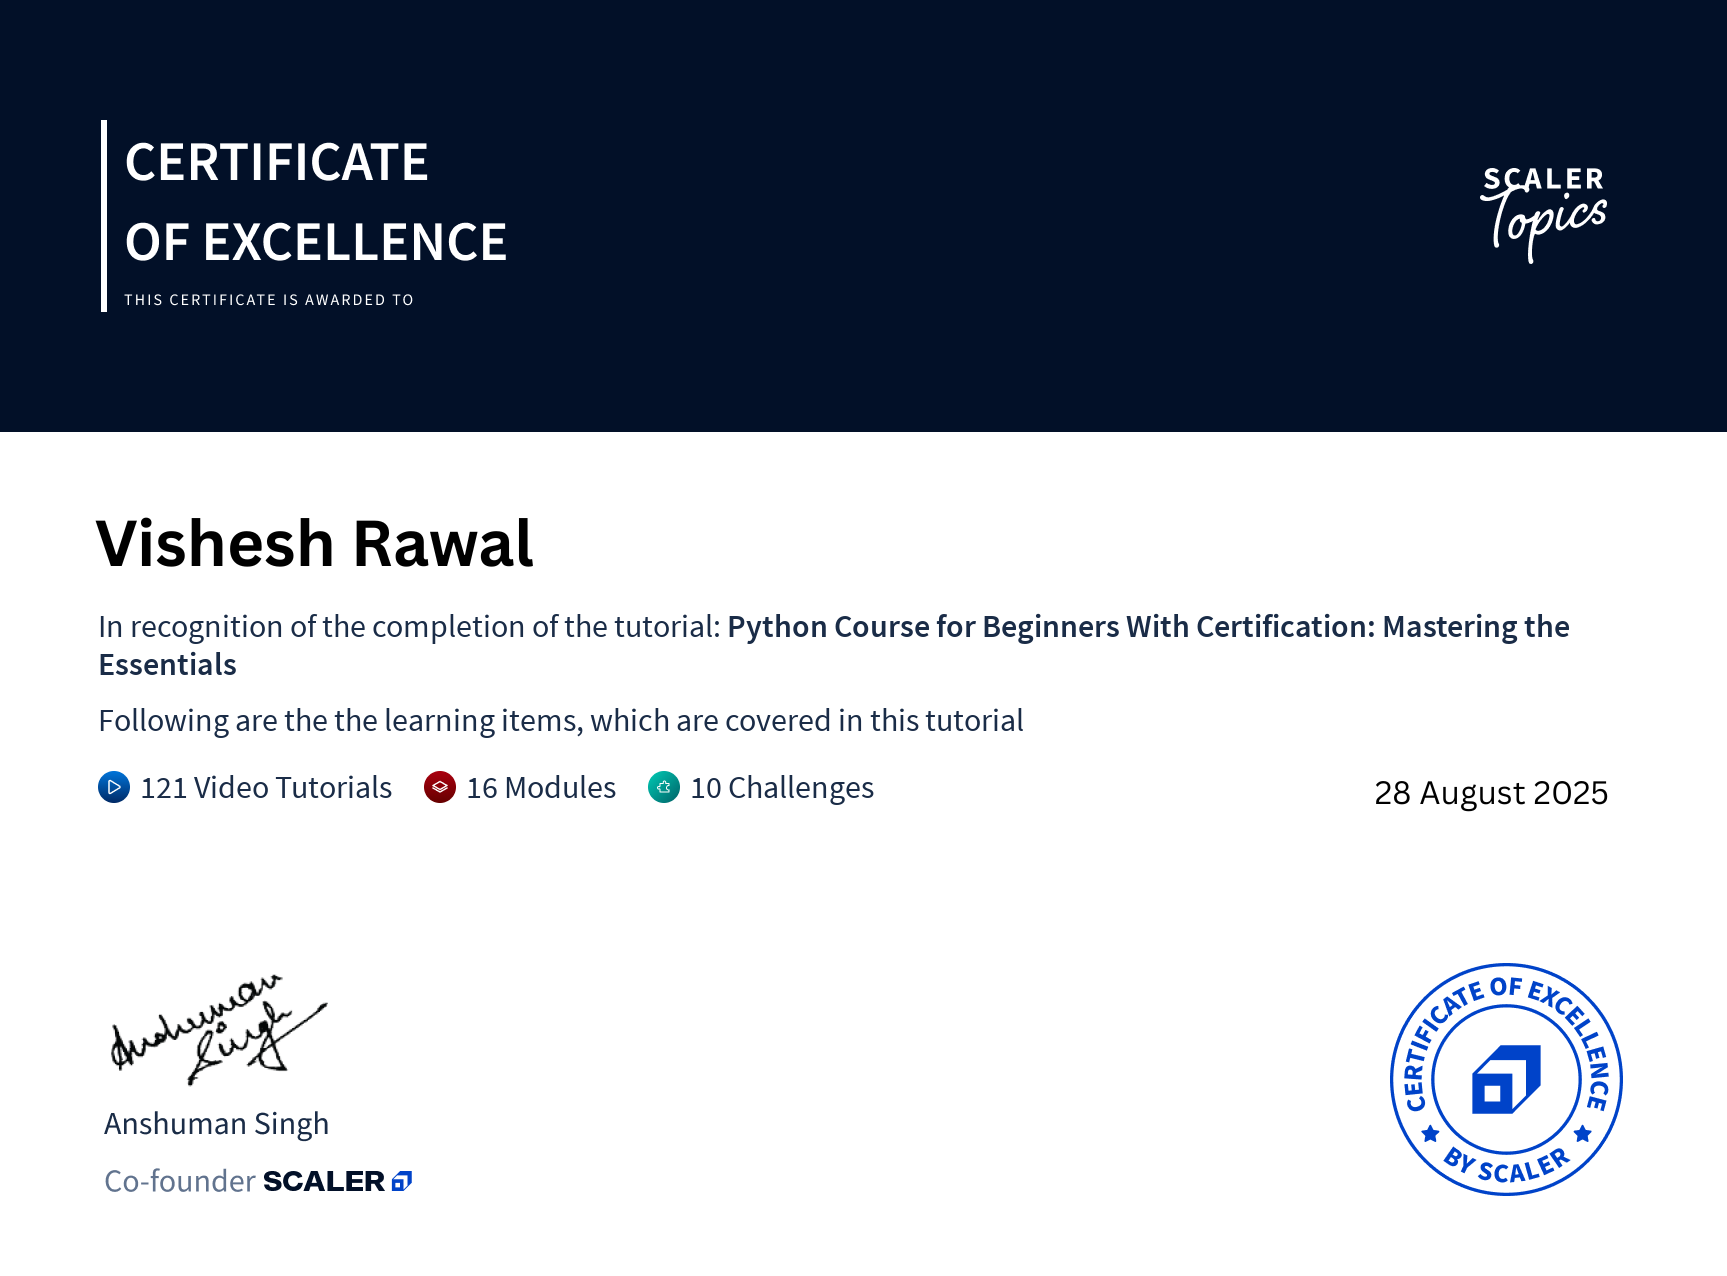 CERTIFICATE
OF EXCELLENCE
THIS CERTIFICATE IS AWARDED TO
SCALER
Topics
Vishesh Rawal
In recognition of the completion of the tutorial: Python Course for Beginners With Certification: Mastering the
Essentials
Following are the the learning items, which are covered in this tutorial
121 Video Tutorials 16 Modules 10 Challenges
28 August 2025
Anshuman
Singh
Anshuman Singh
Co-founder SCALER
CERTIFICATE OF EXCELLENCE
BY SCALER